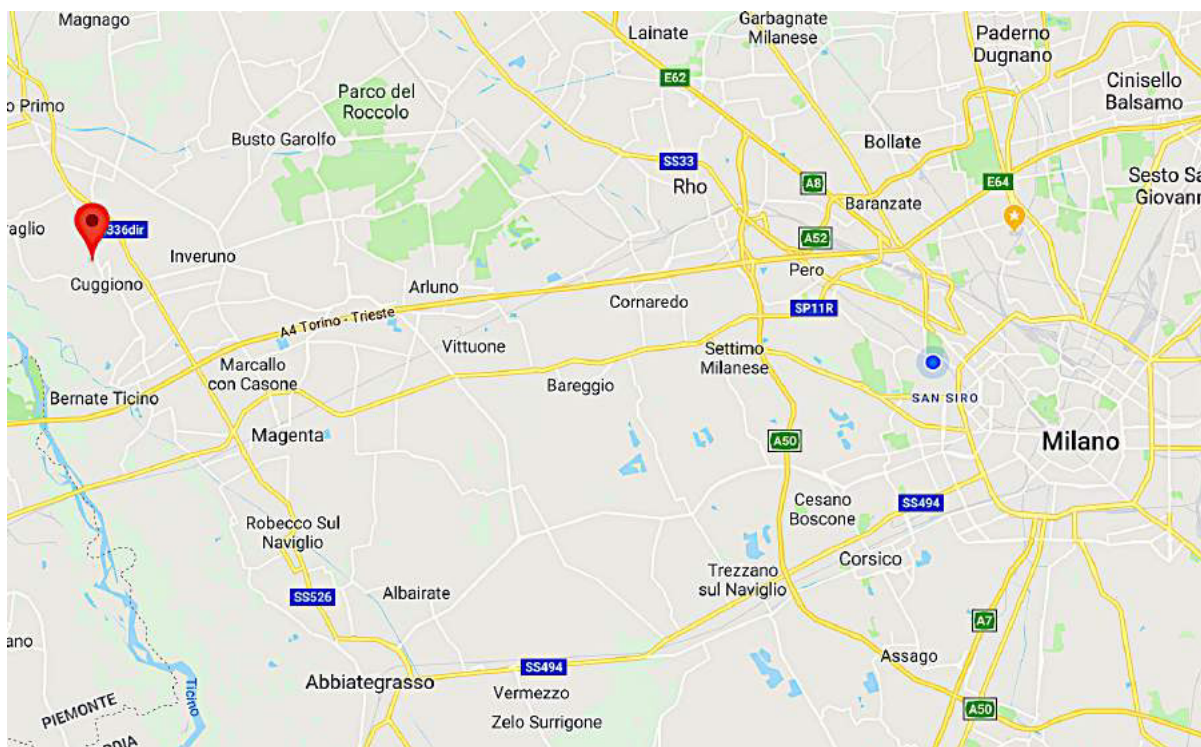 Magnago
Lainate
Garbagnate
Milanese
Paderno
Dugnano
E62
Cinisello
Balsamo
Parco del
Roccolo
o Primo
Busto Garolfo
Bollate
SS33
Rho
A8
E64
Sesto Sa
Giovann
Baranzate
raglio
336dir
A52
Inveruno
Pero
Cuggiono
Arluno
Cornaredo
SP11R
A4 Torino - Trieste
Vittuone
Settimo
Milanese
Marcallo
con Casone
Bareggio
Bernate Ticino
SAN SIRO
Magenta
A50
Milano
Cesano
Boscone
SS494
Robecco Sul
Naviglio
Corsico
Trezzano
sul Naviglio
Albairate
SS526
A7
ano
Assago
SS494
Abbiategrasso
Vermezzo
Ticino
A50
PIEMONTE
Zelo Surrigone
RDIA